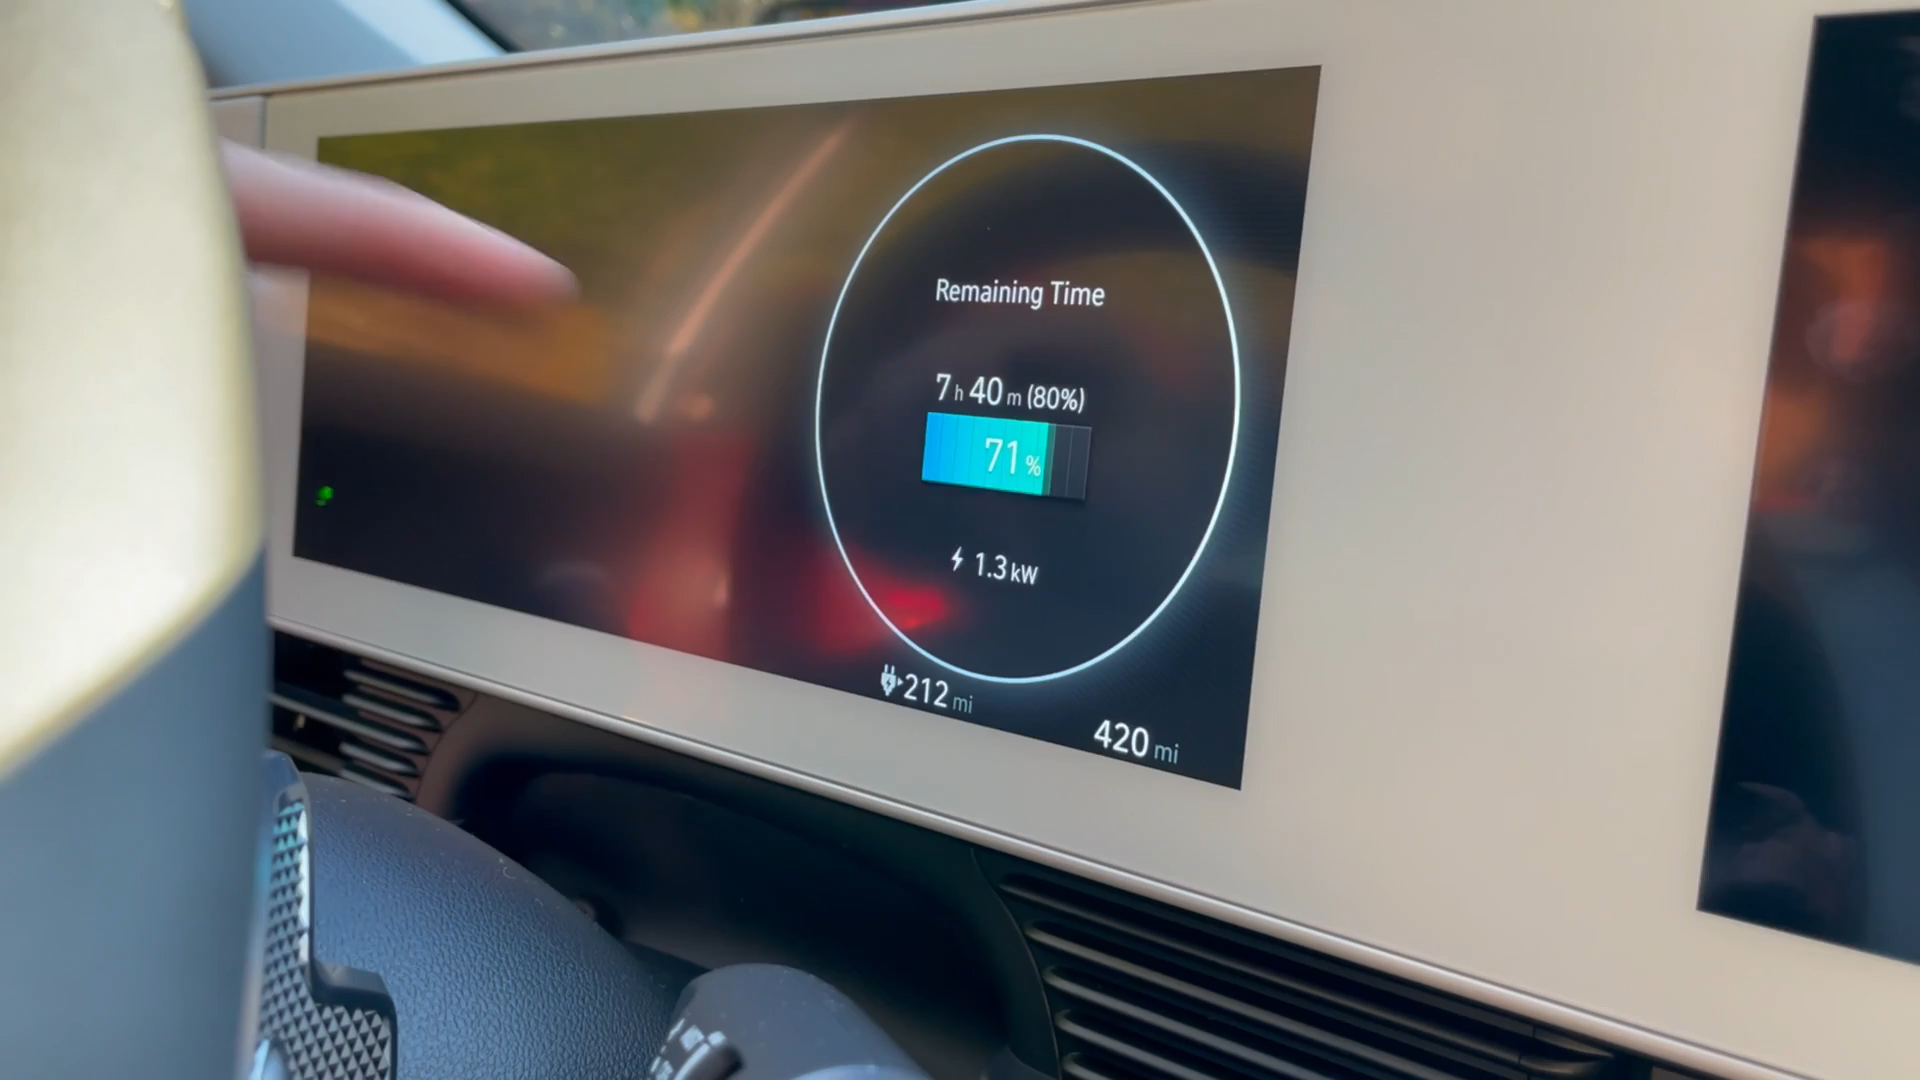 Remaining Time
7 h 40 m (80%)
71 %
1.3 kW
212 mi
420 mi